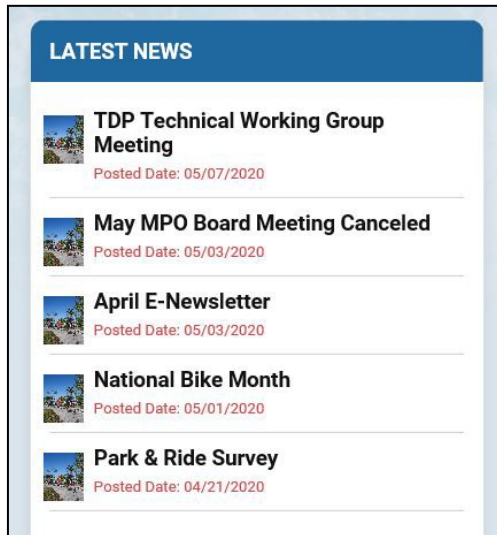 LATEST NEWS
TDP Technical Working Group
Meeting
Posted Date: 05/07/2020
May MPO Board Meeting Canceled
Posted Date: 05/03/2020
April E-Newsletter
Posted Date: 05/03/2020
National Bike Month
Posted Date: 05/01/2020
Park & Ride Survey
Posted Date: 04/21/2020